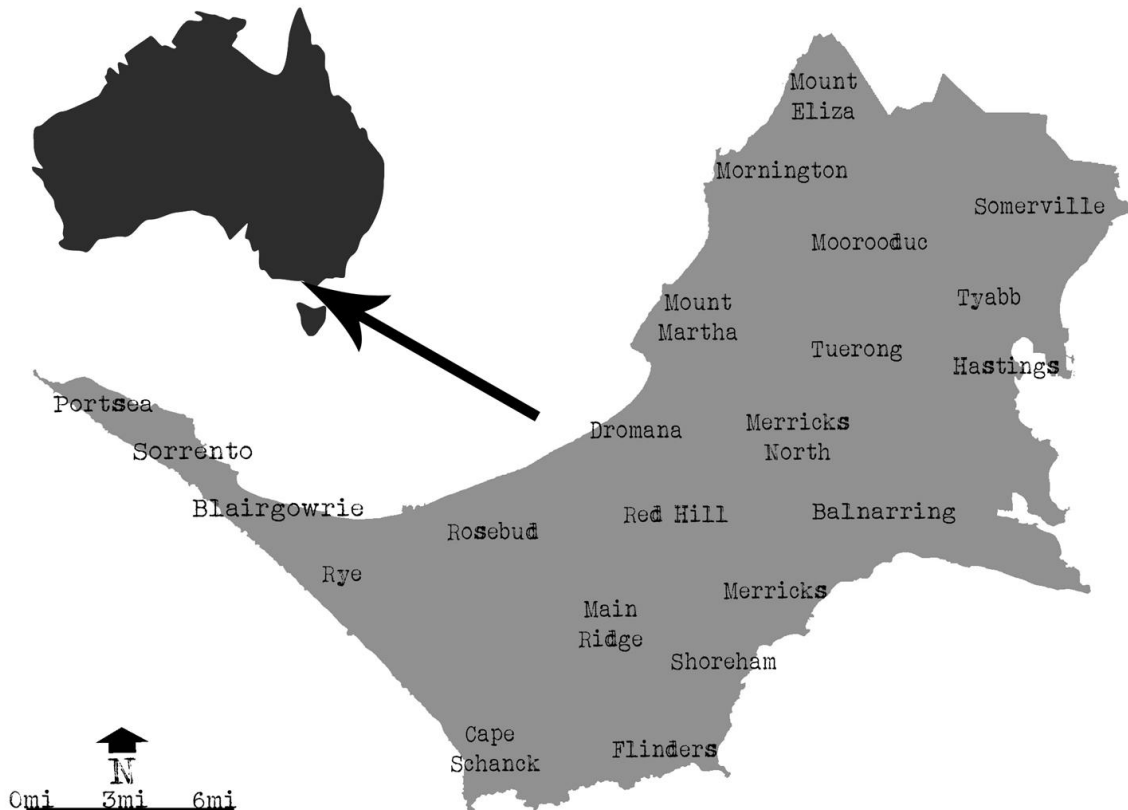 Mount
Eliza
Mornington
Somerville
Moorooduc
Tyabb
Mount
Martha
Tuerong
Hastings
Portsea
Dromana
Merricks
North
Sorrento
Blairgowrie
Rosebud
Red Hill
Balnarring
Rye
Merricks
Main
Ridge
Shoreham
Cape
Schanck
Flinders
N
0mi 3mi 6mi